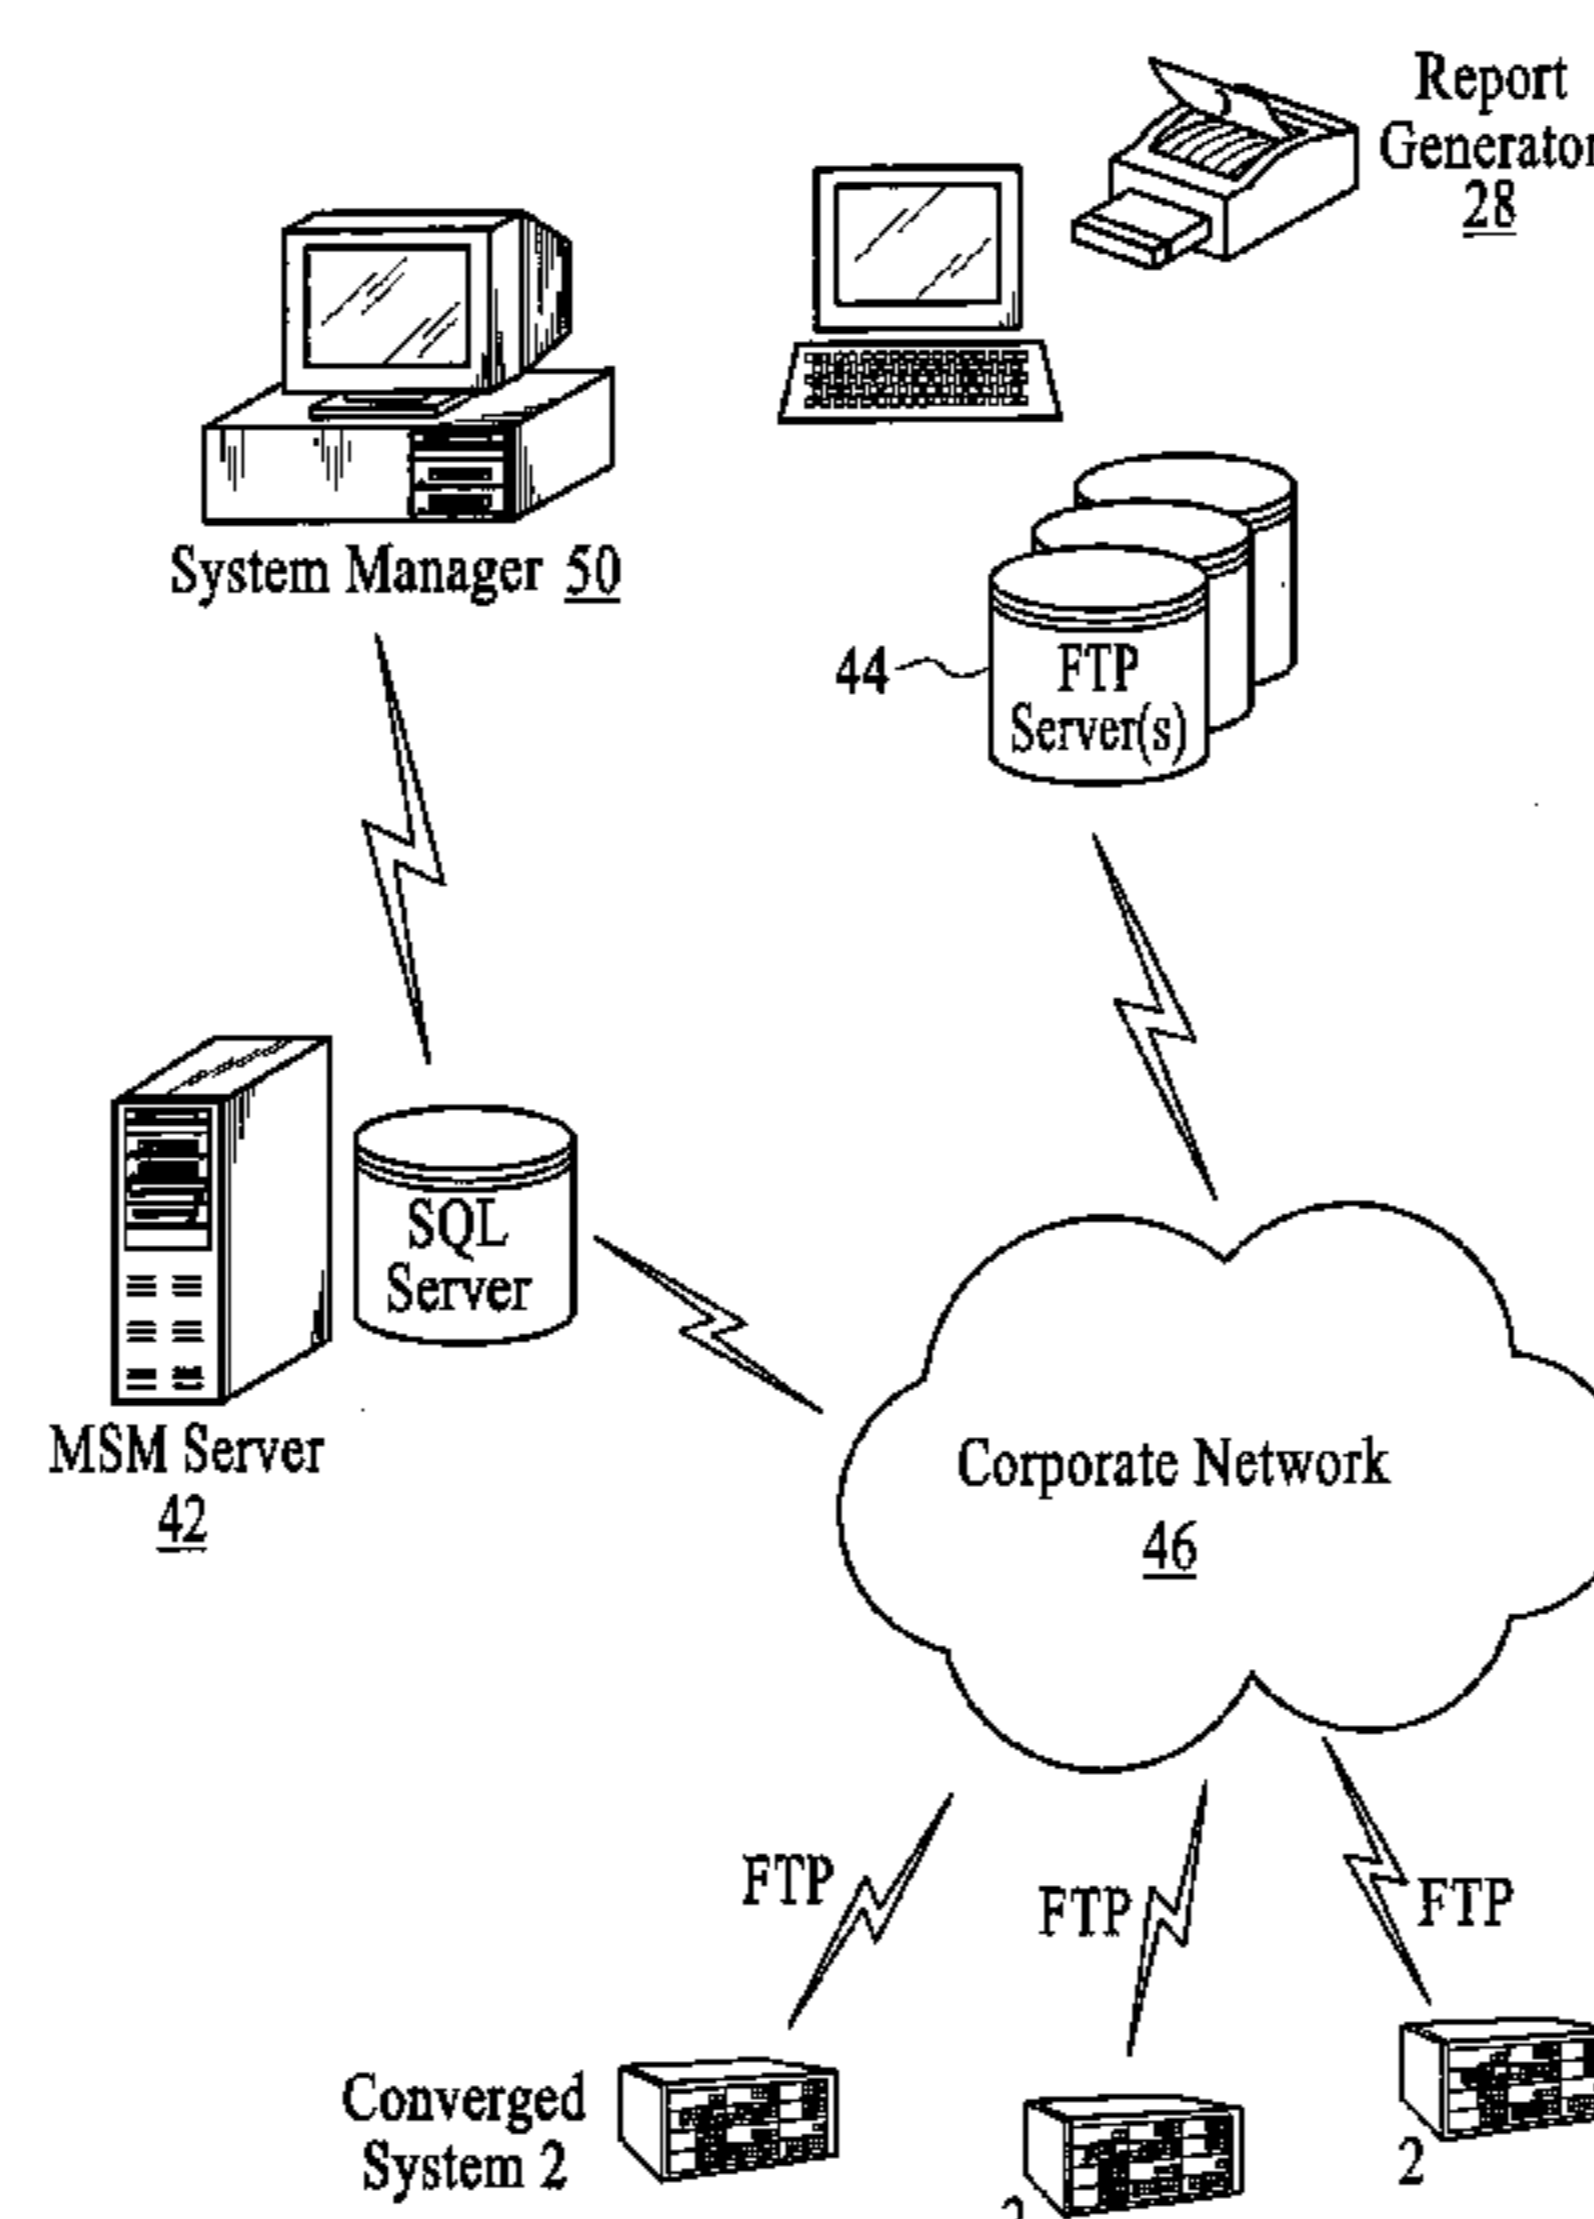 Report
Generator
28
System Manager 50
44
FTP
Server(s)
SQL
Server
MSM Server
42
Corporate Network
46
FTP
FTP
FTP
Converged
System 2
2